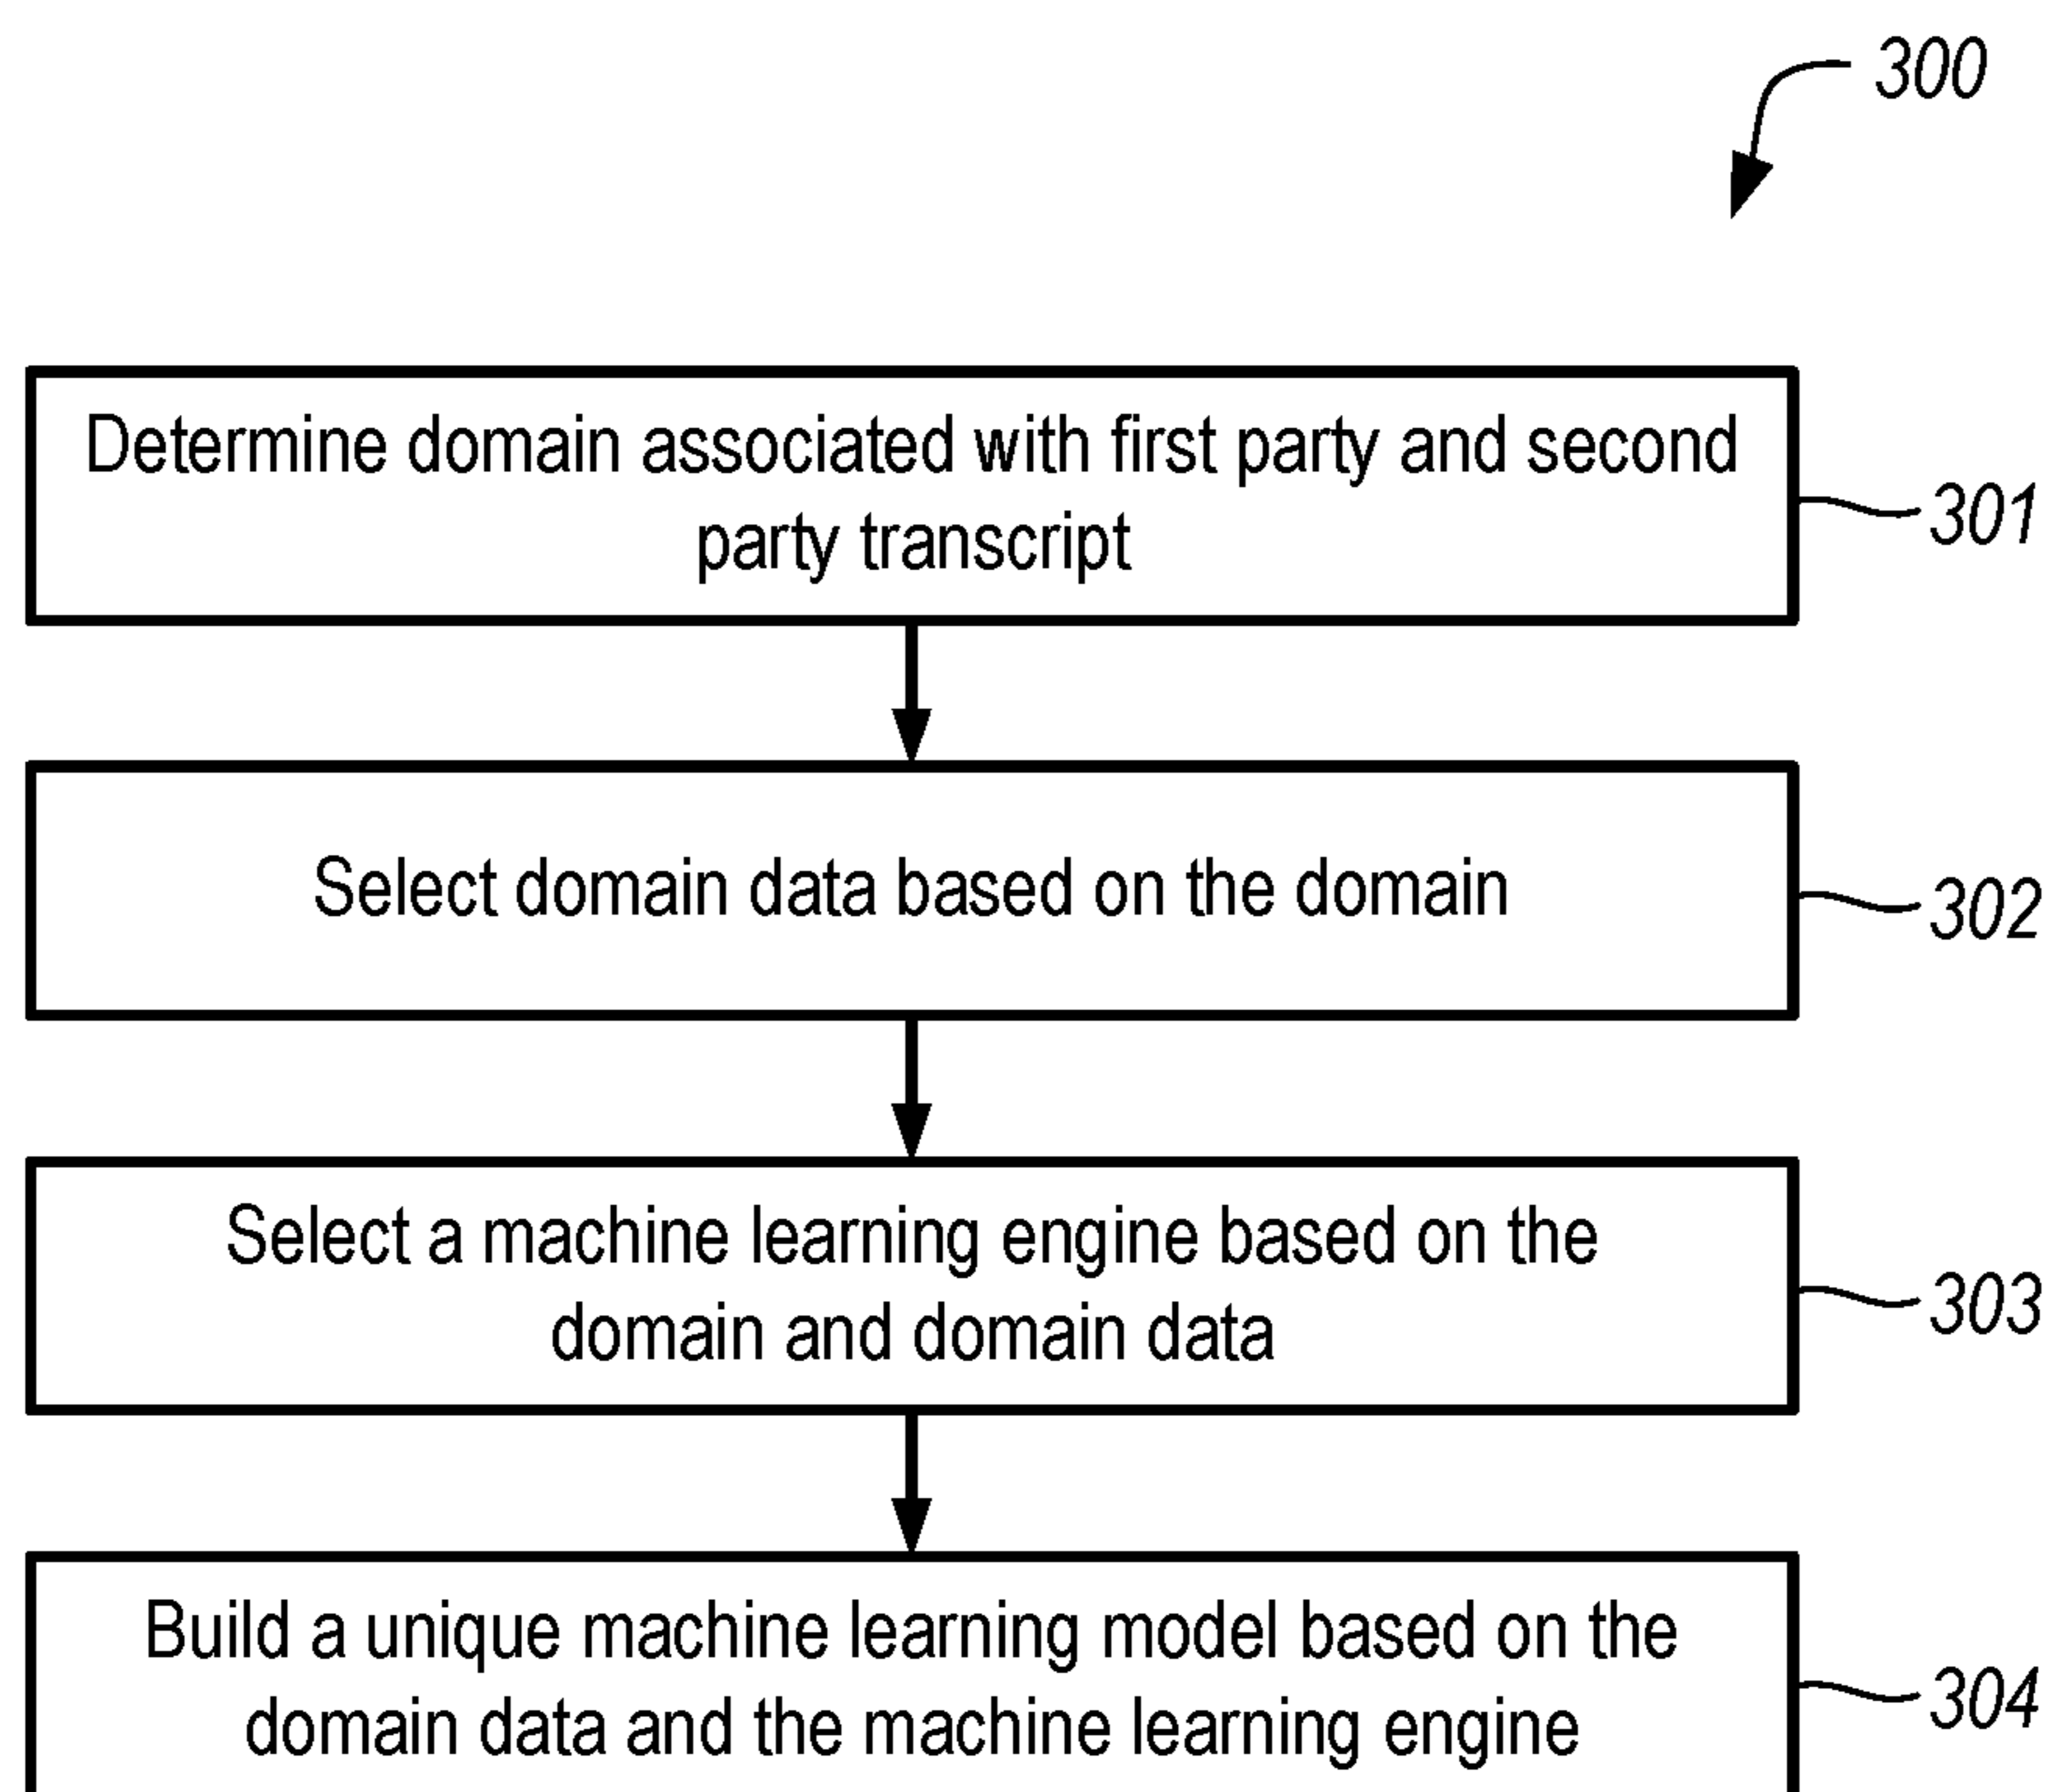 300
Determine domain associated with first party and second
party transcript
301
Select domain data based on the domain
302
Select a machine learning engine based on the
domain and domain data
303
Build a unique machine learning model based on the
domain data and the machine learning engine
304